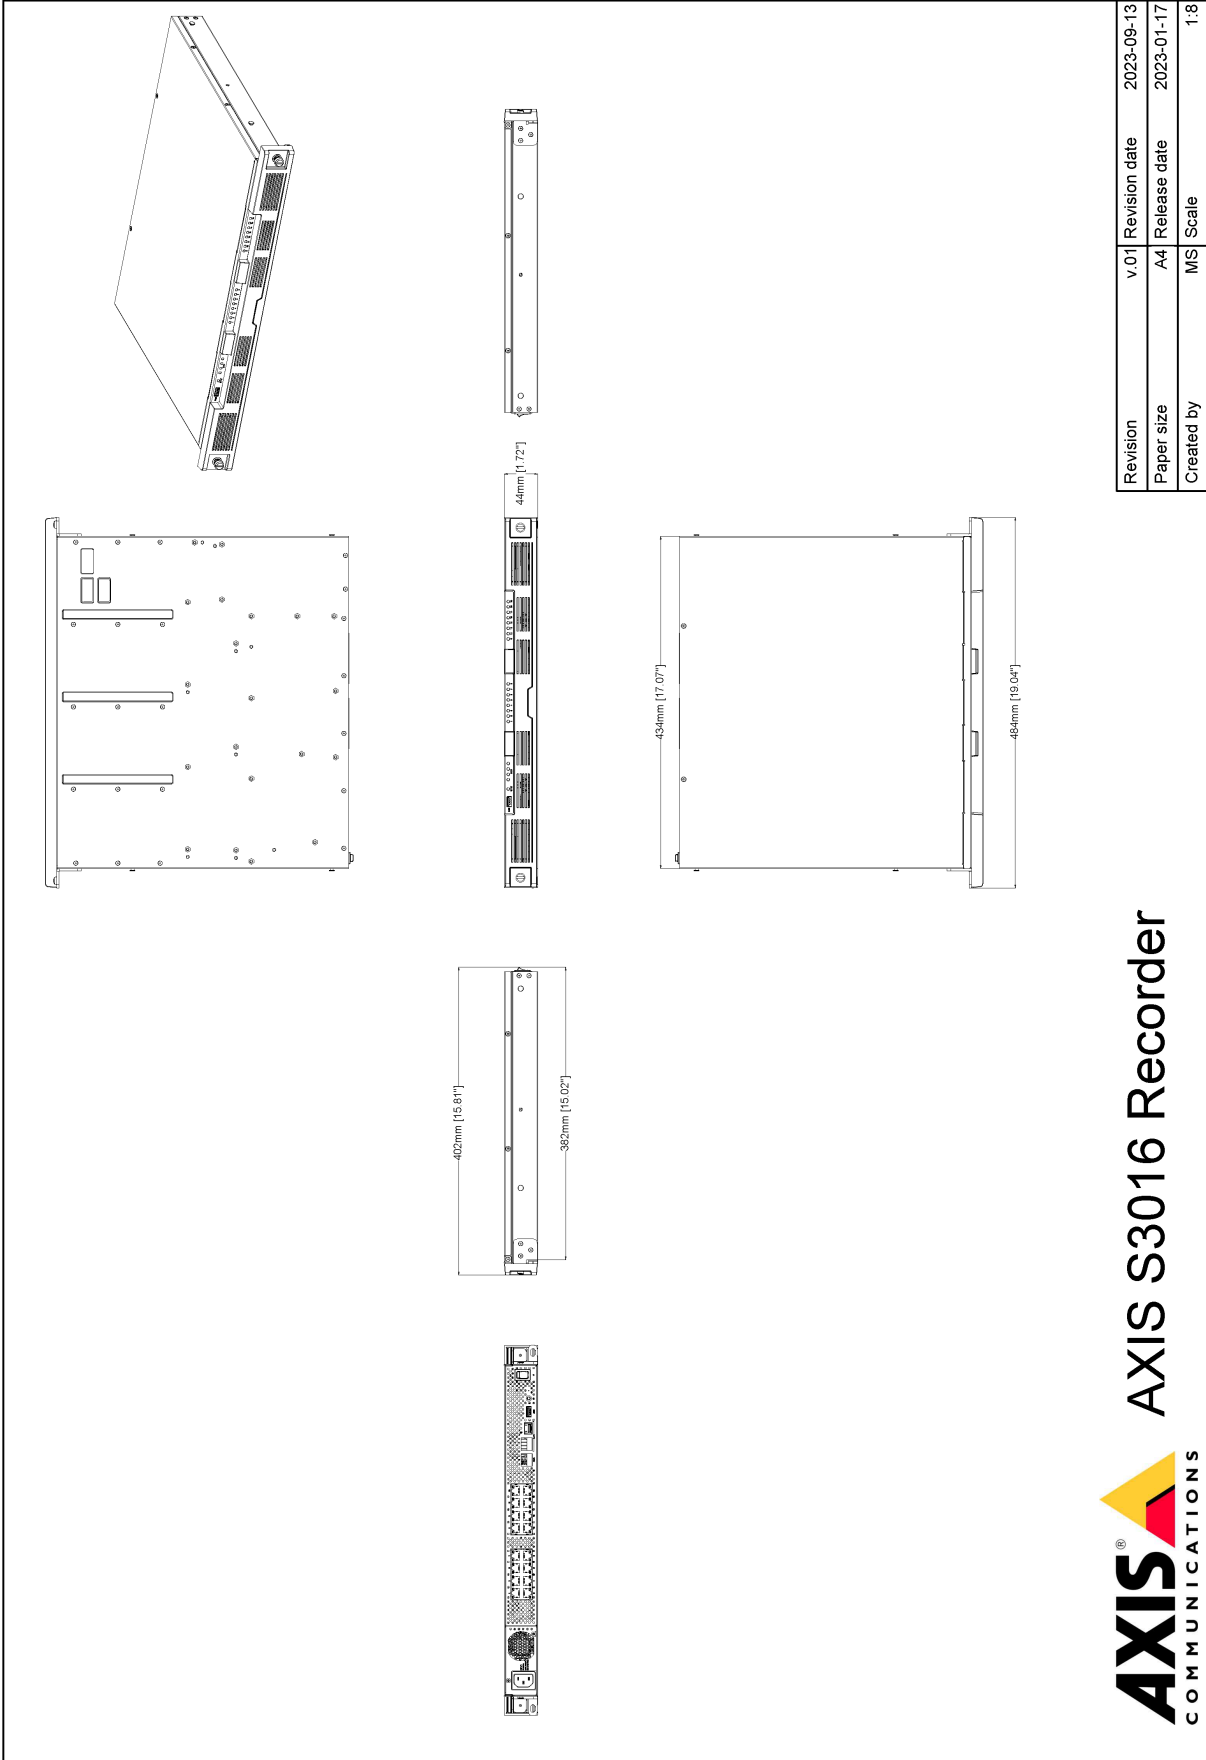 44mm [1.72"]
402mm [15.81"]
382mm [15.02"]
434mm [17.07"]
484mm [19.04"]
AXIS®
COMMUNICATIONS
AXIS S3016 Recorder
Revision v.01 Revision date 2023-09-13
Paper size A4 Release date 2023-01-17
Created by MS Scale 1:8